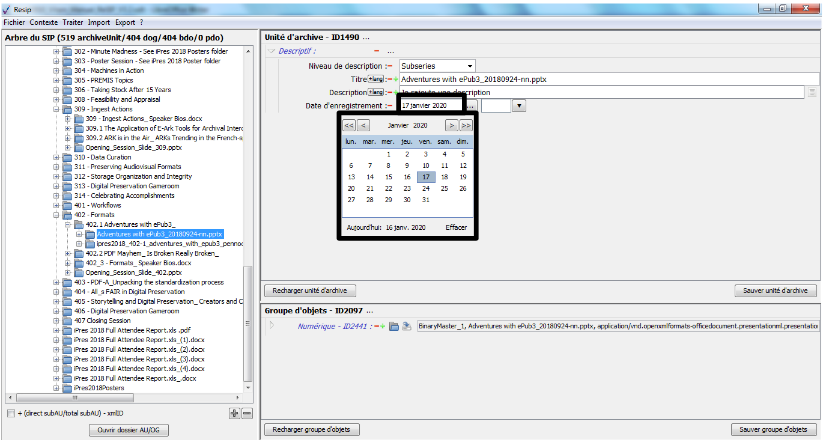 Resip
Fichier Contexte Traiter Import Export ?
Arbre du SIP (519 archiveUnit/404 dog/404 bdo/0 pdo)
302 - Minute Madness - See iPres 2018 Posters folder
303 - Poster Session - See iPres 2018 Posters folder
304 - Machines in Action
305 - PREMIS Topics
306 - Taking Stock After 15 Years
308 - Feasibility and Appraisal
309 - Ingest Actions
309 - Ingest Actions_ Speaker Bios.docx
309.1 The Application of E-Ark Tools for Archival Interc
309.2 ARK is in the Air_ ARKs Trending in the French-s
Opening_Session_Slide_309.pptx
310 - Data Curation
311 - Preserving Audiovisual Formats
312 - Storage Organization and Integrity
313 - Digital Preservation Gameroom
314 - Celebrating Accomplishments
401 - Workflows
402 - Formats
402.1 Adventures with ePub3_
Adventures with ePub3_20180924-nn.pptx
ipres2018_402-1_adventures_with_epub3_pennoc
402.2 PDF Mayhem_ Is Broken Really Broken_
402_3 - Formats_ Speaker Bios.docx
Opening_Session_Slide_402.pptx
403 - PDF-A_Unpacking the standardization process
404 - All_s FAIR in Digital Preservation
405 - Storytelling and Digital Preservation_ Creators and C
406 - Digital Preservation Gameroom
407 Closing Session
iPres 2018 Full Attendee Report.xls .pdf
iPres 2018 Full Attendee Report.xls_(1).docx
iPres 2018 Full Attendee Report.xls_(2).docx
iPres 2018 Full Attendee Report.xls_(3).docx
iPres 2018 Full Attendee Report.xls_(4).docx
iPres 2018 Full Attendee Report.xls_.docx
iPres2018Posters
+ (direct subAU/total subAU) - xmlID
Ouvrir dossier AU/OG
Unité d'archive - ID1490 ...
Descriptif : - ...
Niveau de description :- Subseries
Titre +lang :-+ Adventures with ePub3_20180924-nn.pptx
Description +lang :-+ Je rajoute une description
Date d'enregistrement :- 17 janvier 2020 ...
<< < Janvier 2020 > >>
lun. mar. mer. jeu. ven. sam. dim.
1 2 3 4 5
6 7 8 9 10 11 12
13 14 15 16 17 18 19
20 21 22 23 24 25 26
27 28 29 30 31
Aujourd'hui: 16 janv. 2020 Effacer
Recharger unité d'archive Sauver unité d'archive
Groupe d'objets - ID2097 ...
Numérique - ID2441 :-+ BinaryMaster_1, Adventures with ePub3_20180924-nn.pptx, application/vnd.openxmlformats-officedocument.presentationml.presentatio
Recharger groupe d'objets Sauver groupe d'objets